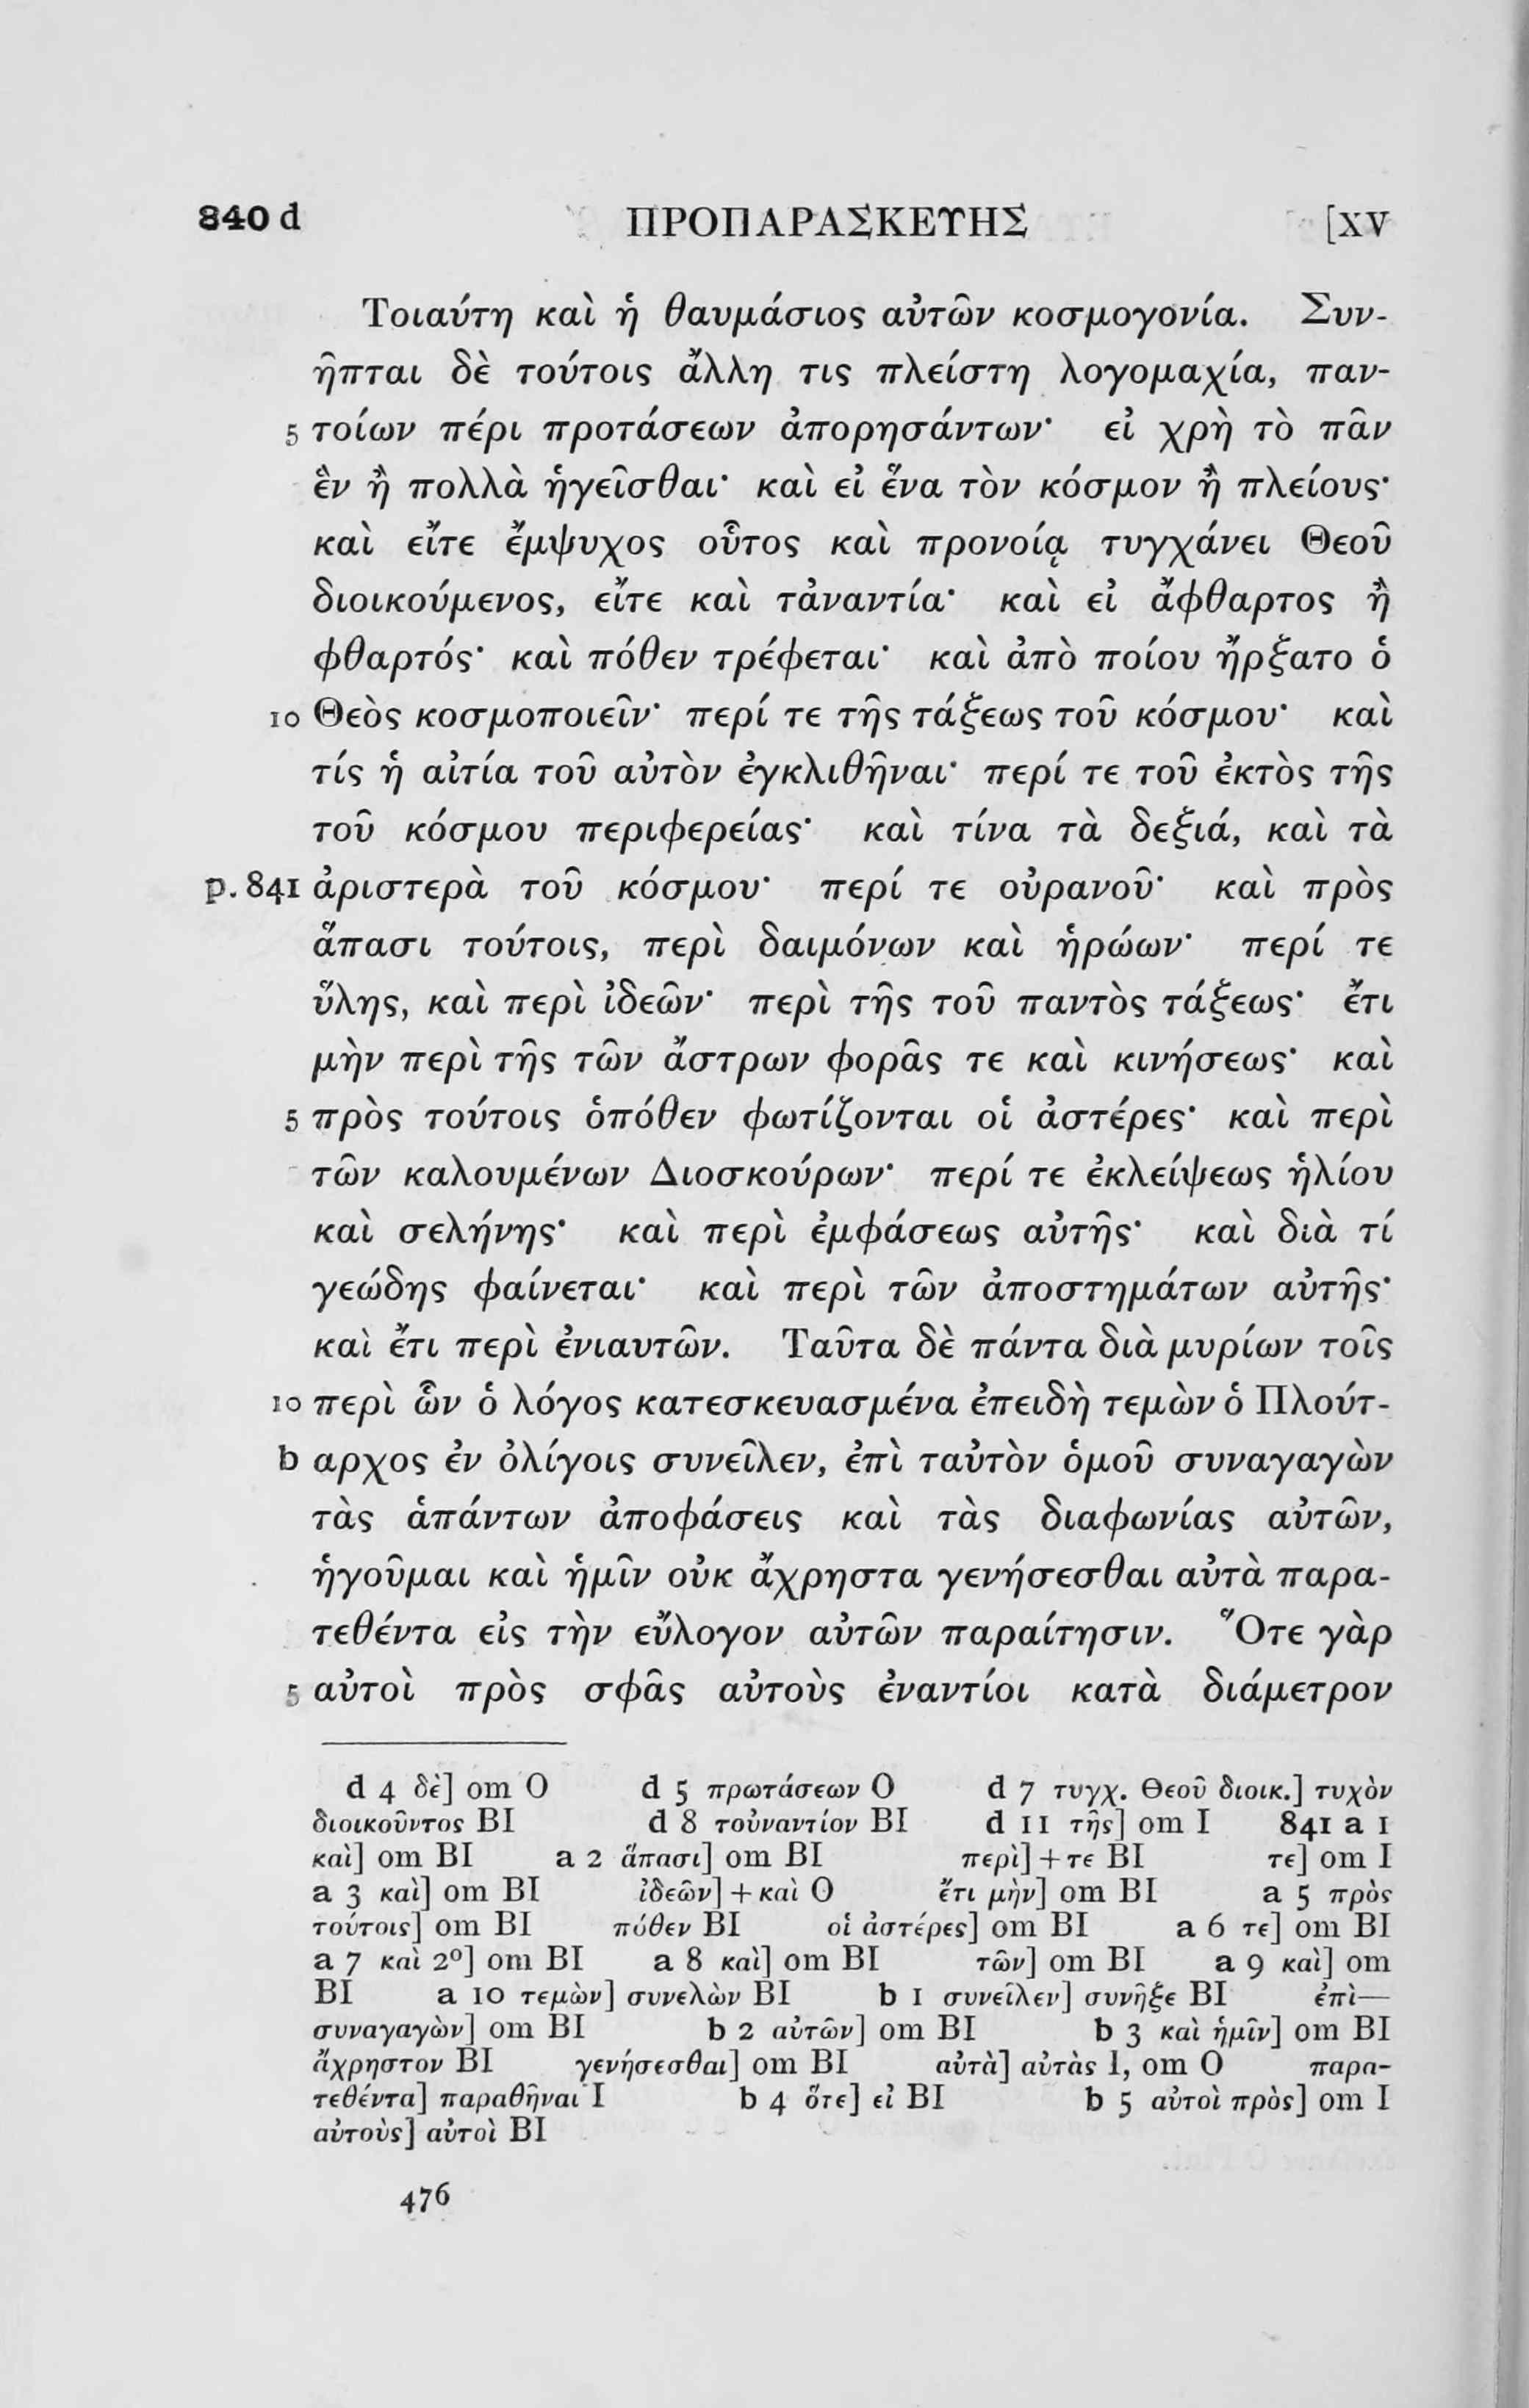 840 d ΠΡΟΠΑΡΑΣΚΕΥΗΣ [XV
Τοιαύτη καὶ ἡ θαυμάσιος αὐτῶν κοσμογονία. Συν-
ῆπται δὲ τούτοις ἄλλη τις πλείστη λογομαχία, παν-
5 τοίων πέρι προτάσεων ἀπορησάντων· εἰ χρὴ τὸ πᾶν
ἓν ἢ πολλὰ ἡγεῖσθαι· καὶ εἰ ἕνα τὸν κόσμον ἢ πλείους·
καὶ εἴτε ἔμψυχος οὗτος καὶ προνοίᾳ τυγχάνει Θεοῦ
διοικούμενος, εἴτε καὶ τἀναντία· καὶ εἰ ἄφθαρτος ἢ
φθαρτός· καὶ πόθεν τρέφεται· καὶ ἀπὸ ποίου ἤρξατο ὁ
10 Θεὸς κοσμοποιεῖν· περί τε τῆς τάξεως τοῦ κόσμου· καὶ
τίς ἡ αἰτία τοῦ αὐτὸν ἐγκλιθῆναι· περί τε τοῦ ἐκτὸς τῆς
τοῦ κόσμου περιφερείας· καὶ τίνα τὰ δεξιά, καὶ τὰ
p. 841 ἀριστερὰ τοῦ κόσμου· περί τε οὐρανοῦ· καὶ πρὸς
ἅπασι τούτοις, περὶ δαιμόνων καὶ ἡρώων· περί τε
ὕλης, καὶ περὶ ἰδεῶν· περὶ τῆς τοῦ παντὸς τάξεως· ἔτι
μὴν περὶ τῆς τῶν ἄστρων φορᾶς τε καὶ κινήσεως· καὶ
5 πρὸς τούτοις ὁπόθεν φωτίζονται οἱ ἀστέρες· καὶ περὶ
τῶν καλουμένων Διοσκούρων· περί τε ἐκλείψεως ἡλίου
καὶ σελήνης· καὶ περὶ ἐμφάσεως αὐτῆς· καὶ διὰ τί
γεώδης φαίνεται· καὶ περὶ τῶν ἀποστημάτων αὐτῆς·
καὶ ἔτι περὶ ἐνιαυτῶν. Ταῦτα δὲ πάντα διὰ μυρίων τοῖς
10 περὶ ὧν ὁ λόγος κατεσκευασμένα ἐπειδὴ τεμὼν ὁ Πλούτ-
b αρχος ἐν ὀλίγοις συνεῖλεν, ἐπὶ ταὐτὸν ὁμοῦ συναγαγὼν
τὰς ἁπάντων ἀποφάσεις καὶ τὰς διαφωνίας αὐτῶν,
ἡγοῦμαι καὶ ἡμῖν οὐκ ἄχρηστα γενήσεσθαι αὐτὰ παρα-
τεθέντα εἰς τὴν εὔλογον αὐτῶν παραίτησιν. Ὅτε γὰρ
5 αὐτοὶ πρὸς σφᾶς αὐτοὺς ἐναντίοι κατὰ διάμετρον
d 4 δὲ] om O d 5 πρωτάσεων O d 7 τυγχ. Θεοῦ διοικ.] τυχὸν
διοικοῦντος BI d 8 τοὐναντίον BI d 11 τῆς] om I 841 a 1
καὶ] om BI a 2 ἅπασι] om BI περὶ] + τε BI τε] om I
a 3 καὶ] om BI ἰδεῶν] + καὶ O ἔτι μὴν] om BI a 5 πρὸς
τούτοις] om BI πόθεν BI οἱ ἀστέρες] om BI a 6 τε] om BI
a 7 καὶ 2º] om BI a 8 καὶ] om BI τῶν] om BI a 9 καὶ] om
BI a 10 τεμὼν] συνελὼν BI b 1 συνεῖλεν] συνῆξε BI ἐπὶ—
συναγαγὼν] om BI b 2 αὐτῶν] om BI b 3 καὶ ἡμῖν] om BI
ἄχρηστον BI γενήσεσθαι] om BI αὐτὰ] αὐτὰς I, om O παρα-
τεθέντα] παραθῆναι I b 4 ὅτε] εἰ BI b 5 αὐτοὶ πρὸς] om I
αὐτοὺς] αὐτοὶ BI
476